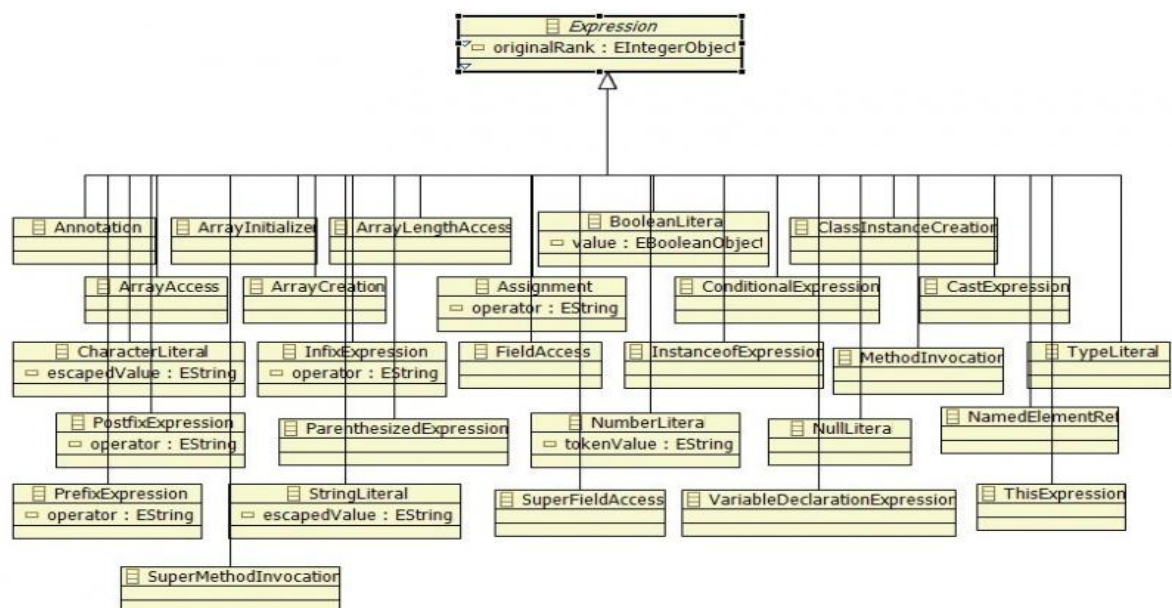 Expression
originalRank : EIntegerObject
Annotation
ArrayInitializer
ArrayLengthAccess
BooleanLitera
value : EBooleanObject
ClassInstanceCreation
ArrayAccess
ArrayCreation
Assignment
operator : EString
ConditionalExpression
CastExpression
CharacterLiteral
escapedValue : EString
InfixExpression
operator : EString
FieldAccess
InstanceofExpression
MethodInvocation
TypeLiteral
PostfixExpression
operator : EString
ParenthesizedExpression
NumberLitera
tokenValue : EString
NullLitera
NamedElementRef
PrefixExpression
operator : EString
StringLiteral
escapedValue : EString
SuperFieldAccess
VariableDeclarationExpression
ThisExpression
SuperMethodInvocation